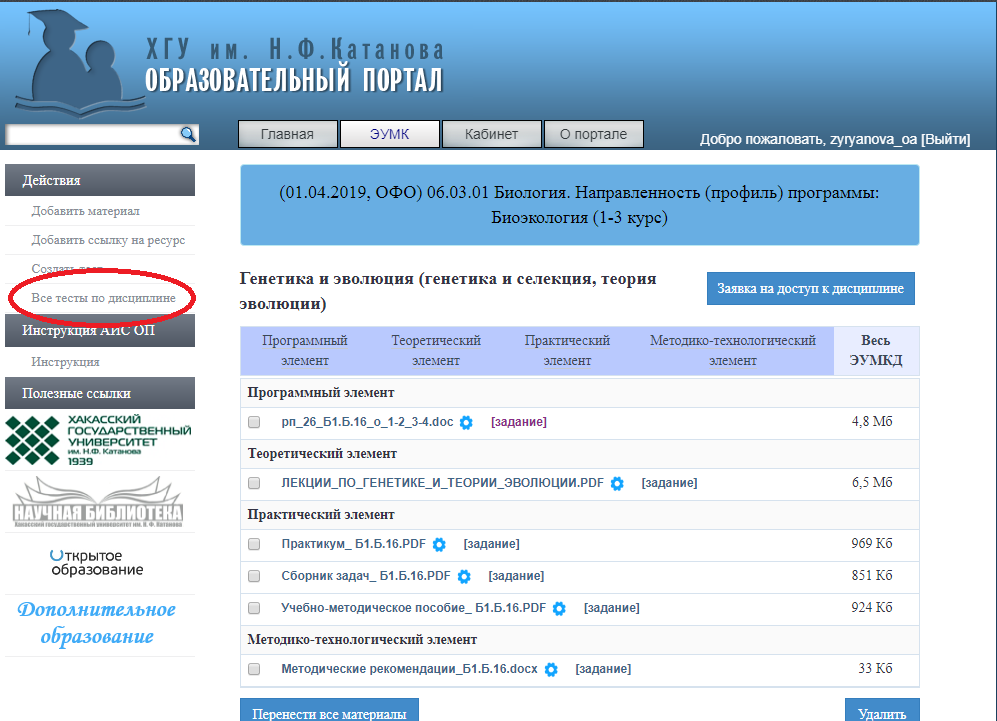 ХГУ им. Н.Ф.Катанова
ОБРАЗОВАТЕЛЬНЫЙ ПОРТАЛ
Главная
ЭУМК
Кабинет
О портале
Добро пожаловать, zyryanova_oa [Выйти]
Действия
Добавить материал
Добавить ссылку на ресурс
Создать тест
Все тесты по дисциплине
Инструкция АИС ОП
Инструкция
Полезные ссылки
ХАКАССКИЙ
ГОСУДАРСТВЕННЫЙ
УНИВЕРСИТЕТ
им. Н.Ф. Катанова
1939
НАУЧНАЯ БИБЛИОТЕКА
Хакасский государственный университет им. Н. Ф. Катанова
Открытое
образование
Дополнительное
образование
(01.04.2019, ОФО) 06.03.01 Биология. Направленность (профиль) программы:
Биоэкология (1-3 курс)
Генетика и эволюция (генетика и селекция, теория
эволюции)
Заявка на доступ к дисциплине
Программный
элемент
Теоретический
элемент
Практический
элемент
Методико-технологический
элемент
Весь
ЭУМКД
Программный элемент
рп_26_Б1.Б.16_о_1-2_3-4.doc [задание] 4,8 Мб
Теоретический элемент
ЛЕКЦИИ_ПО_ГЕНЕТИКЕ_И_ТЕОРИИ_ЭВОЛЮЦИИ.PDF [задание] 6,5 Мб
Практический элемент
Практикум_ Б1.Б.16.PDF [задание] 969 Кб
Сборник задач_ Б1.Б.16.PDF [задание] 851 Кб
Учебно-методическое пособие_ Б1.Б.16.PDF [задание] 924 Кб
Методико-технологический элемент
Методические рекомендации_Б1.Б.16.docx [задание] 33 Кб
Перенести все материалы
Удалить